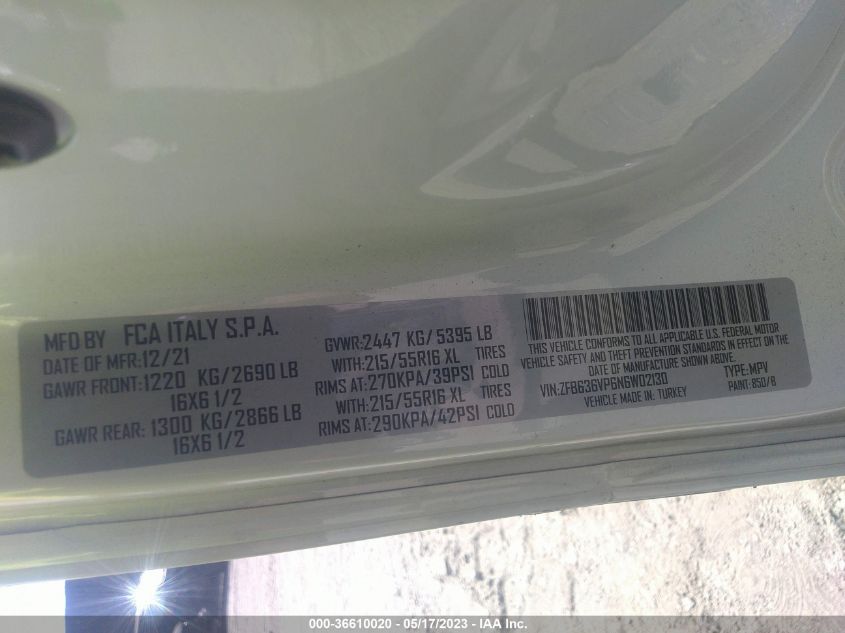 MFD BY FCA ITALY S.P.A.
DATE OF MFR:12/21
GAWR FRONT:1220 KG/2690 LB
16X6 1/2
GAWR REAR: 1300 KG/2866 LB
16X6 1/2
GVWR:2447 KG/5395 LB
WITH:215/55R16 XL TIRES
RIMS AT:270KPA/39PSI COLD
WITH:215/55R16 XL TIRES
RIMS AT:290KPA/42PSI COLD
THIS VEHICLE CONFORMS TO ALL APPLICABLE U.S. FEDERAL MOTOR
VEHICLE SAFETY AND THEFT PREVENTION STANDARDS IN EFFECT ON THE
DATE OF MANUFACTURE SHOWN ABOVE.
VIN:ZFB636VP6N6W02130 TYPE:MPV
VEHICLE MADE IN: TURKEY PAINT: 850/B
000-36610020 - 05/17/2023 - IAA Inc.